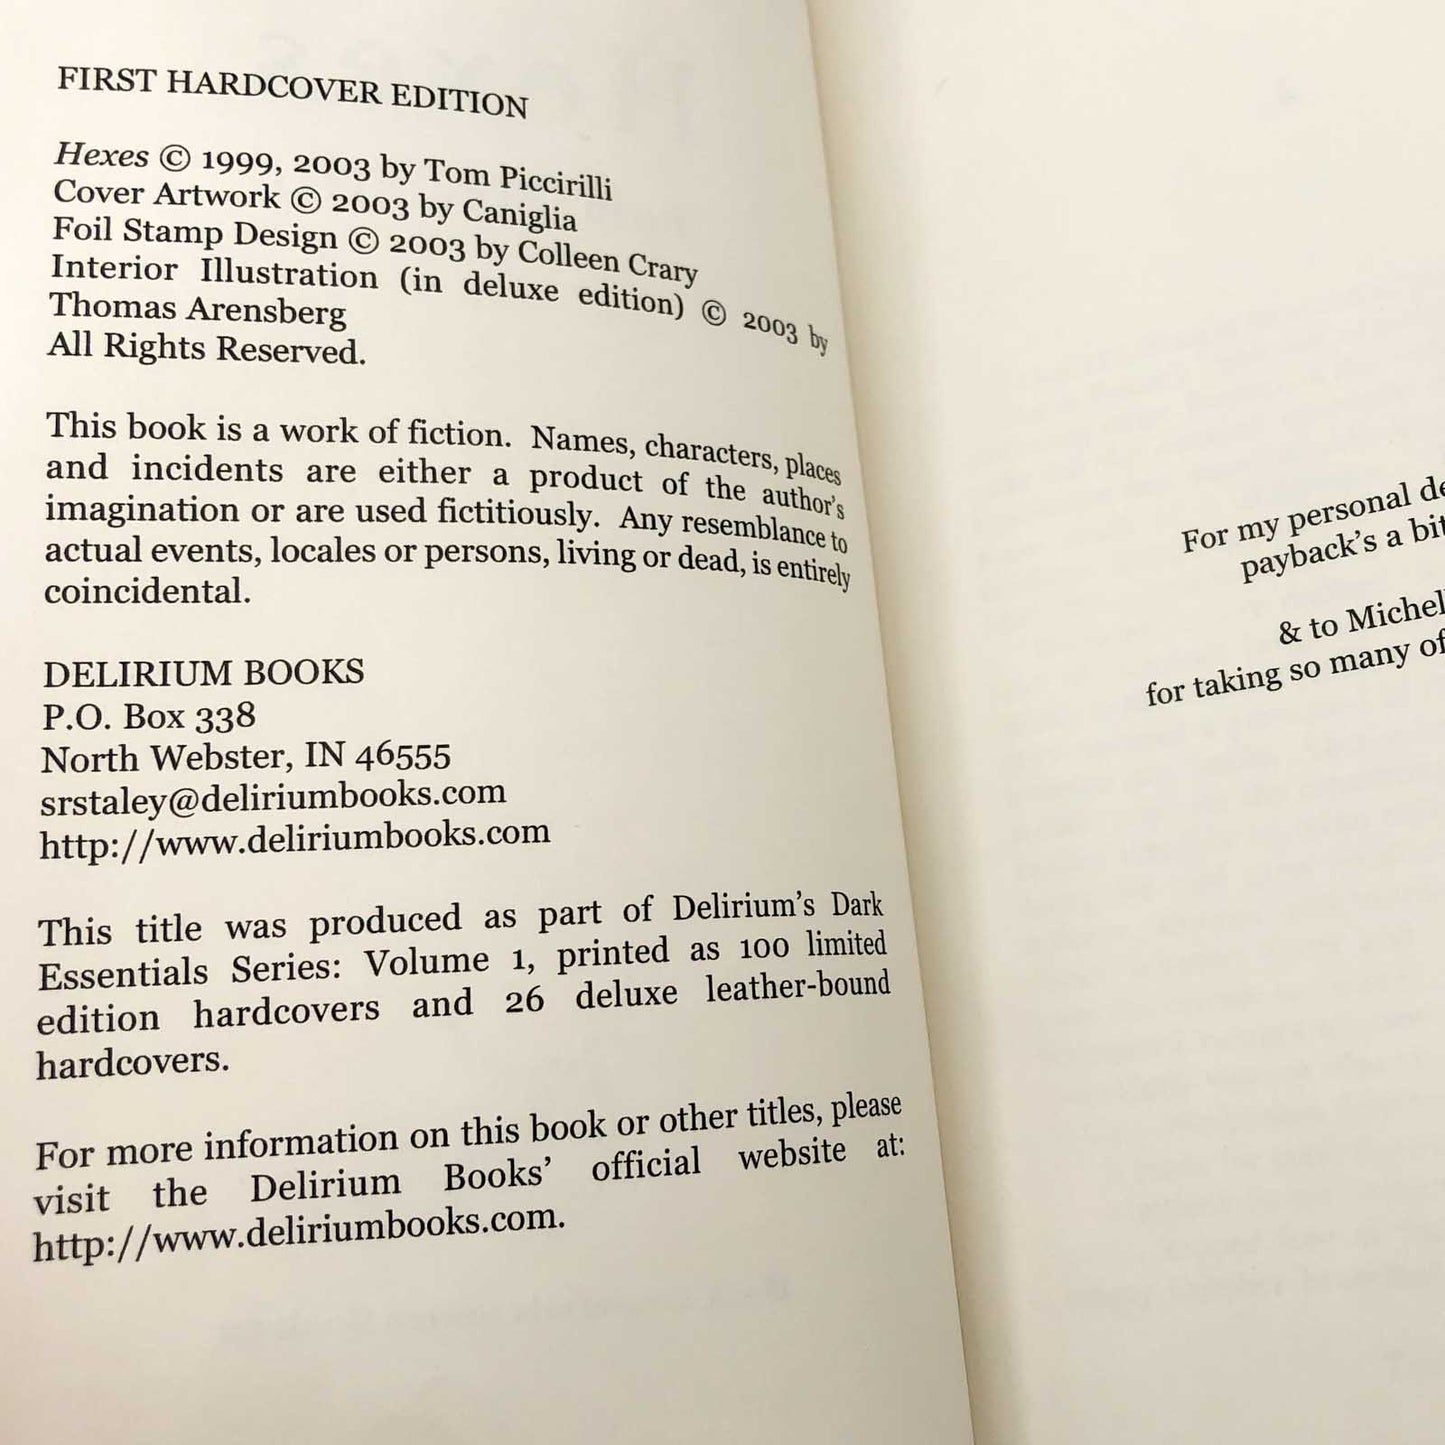 FIRST HARDCOVER EDITION
Hexes © 1999, 2003 by Tom Piccirilli
Cover Artwork © 2003 by Caniglia
Foil Stamp Design © 2003 by Colleen Crary
Interior Illustration (in deluxe edition) © 2003 by
Thomas Arensberg
All Rights Reserved.
This book is a work of fiction. Names, characters, places
and incidents are either a product of the author's
imagination or are used fictitiously. Any resemblance to
actual events, locales or persons, living or dead, is entirely
coincidental.
DELIRIUM BOOKS
P.O. Box 338
North Webster, IN 46555
srstaley@deliriumbooks.com
http://www.deliriumbooks.com
This title was produced as part of Delirium's Dark
Essentials Series: Volume 1, printed as 100 limited
edition hardcovers and 26 deluxe leather-bound
hardcovers.
For more information on this book or other titles, please
visit the Delirium Books' official website at:
http://www.deliriumbooks.com.
For my personal
payback's a
& to
for taking so many of